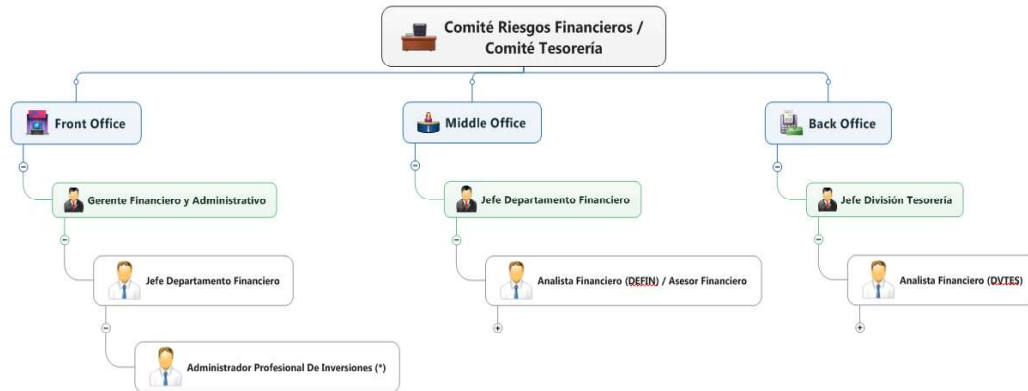 Comité Riesgos Financieros /
Comité Tesorería
Front Office
Middle Office
Back Office
Gerente Financiero y Administrativo
Jefe Departamento Financiero
Jefe División Tesorería
Jefe Departamento Financiero
Analista Financiero (DEFIN) / Asesor Financiero
Analista Financiero (DVTES)
Administrador Profesional De Inversiones (*)